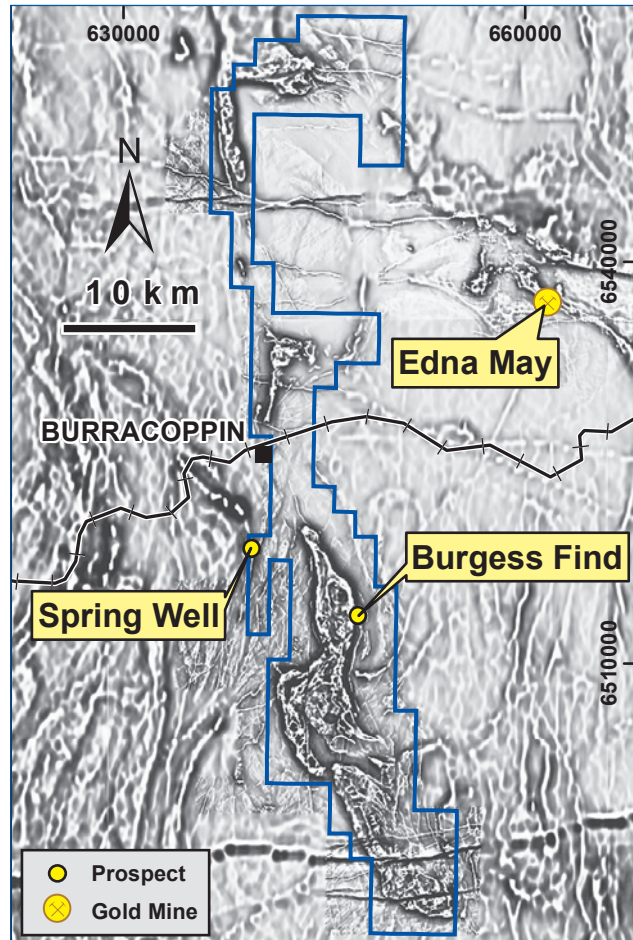 630000
660000
N
10 km
6540000
Edna May
BURRACOPPIN
Burgess Find
Spring Well
6510000
Prospect
Gold Mine